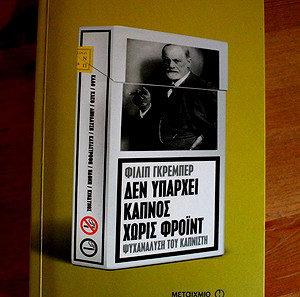 ΦΙΛΙΠ ΓΚΡΕΜΠΕΡ
ΔΕΝ ΥΠΑΡΧΕΙ
ΚΑΠΝΟΣ
ΧΩΡΙΣ ΦΡΟΪΝΤ
ΨΥΧΑΝΑΛΥΣΗ ΤΟΥ ΚΑΠΝΙΣΤΗ
ΜΕΤΑΙΧΜΙΟ